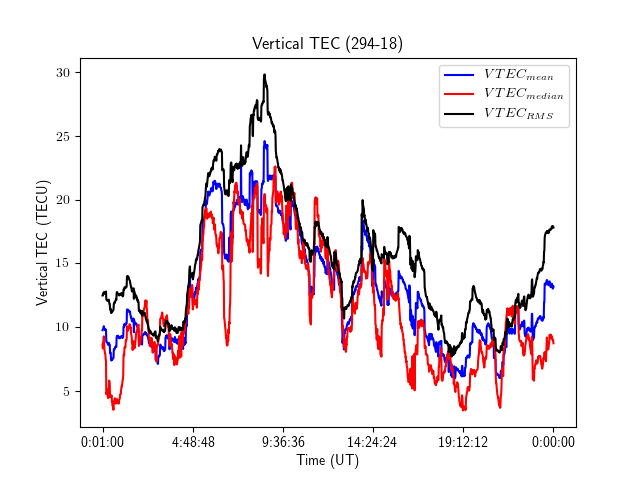 Vertical TEC (294-18)
VTEC_mean
VTEC_median
VTEC_RMS
Vertical TEC (TECU)
30
25
20
15
10
5
0:01:00 4:48:48 9:36:36 14:24:24 19:12:12 0:00:00
Time (UT)